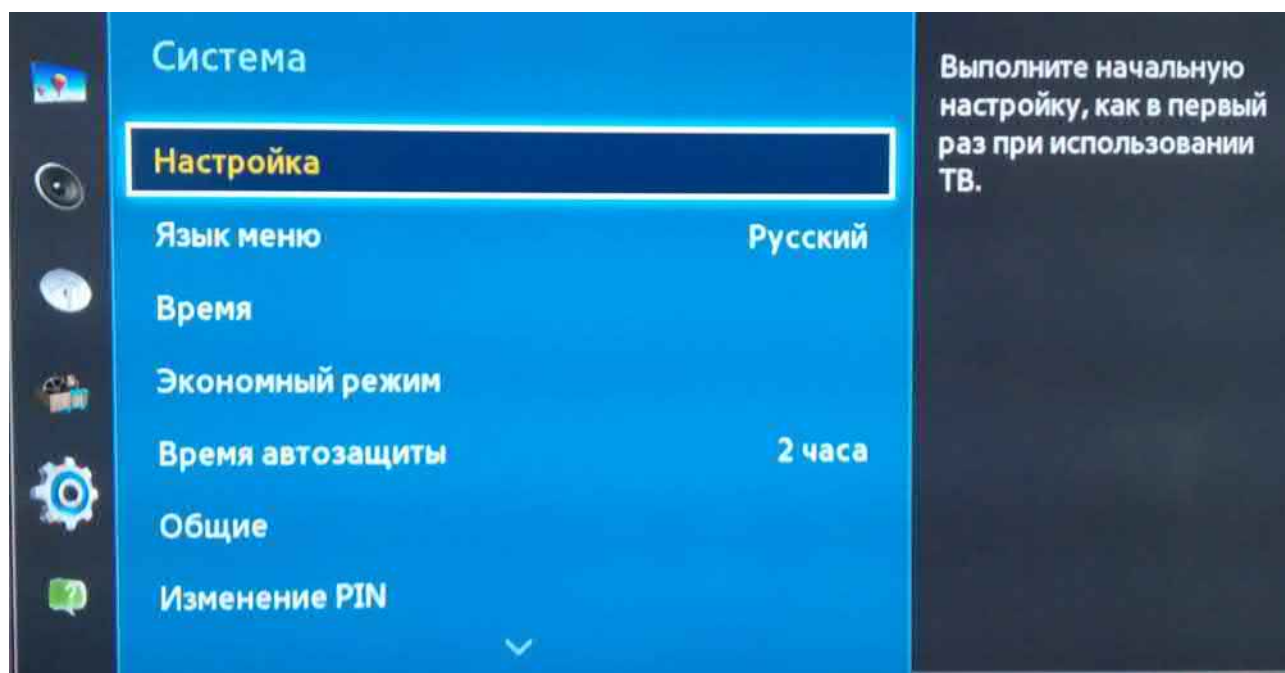 Система
Настройка
Язык меню Русский
Время
Экономный режим
Время автозащиты 2 часа
Общие
Изменение PIN
Выполните начальную
настройку, как в первый
раз при использовании
ТВ.